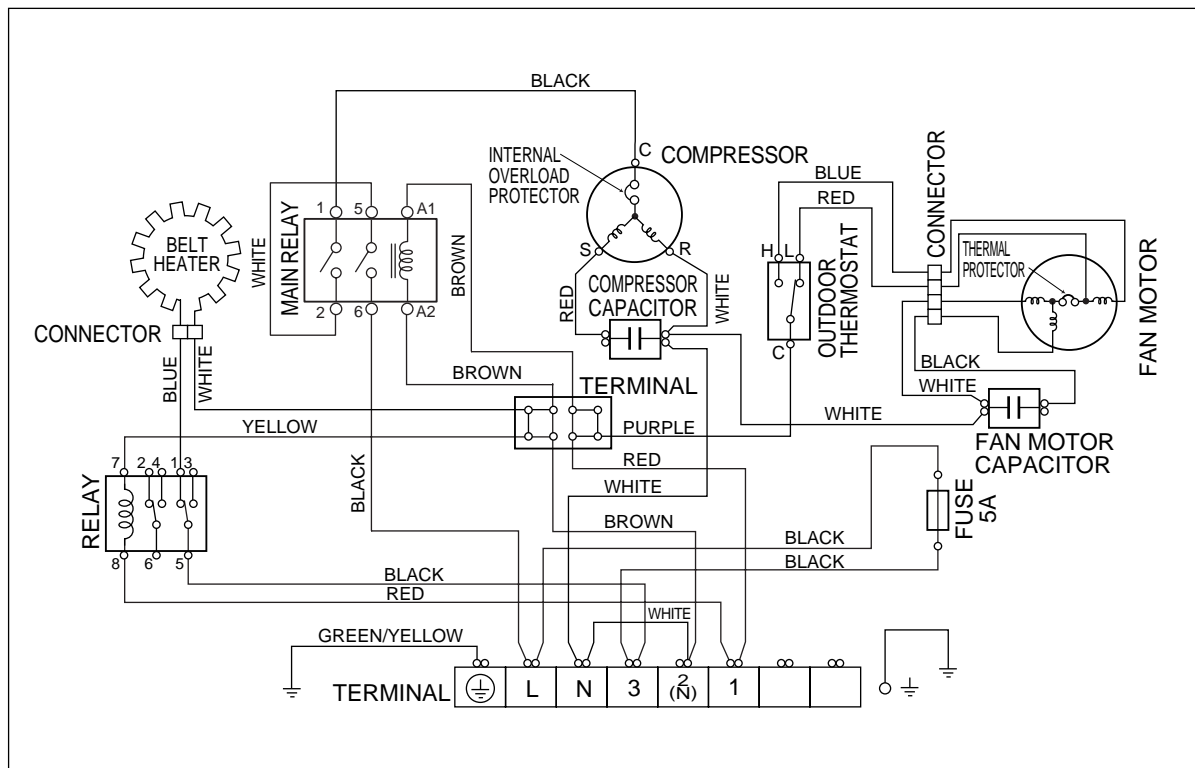 BLACK
INTERNAL
OVERLOAD
PROTECTOR
C
COMPRESSOR
S
R
BLUE
RED
CONNECTOR
THERMAL
PROTECTOR
FAN MOTOR
1
5
A1
MAIN RELAY
2
6
A2
WHITE
BROWN
BELT
HEATER
CONNECTOR
BLUE
WHITE
RED
COMPRESSOR
CAPACITOR
WHITE
H
L
C
OUTDOOR
THERMOSTAT
BLACK
WHITE
FAN MOTOR
CAPACITOR
BROWN
TERMINAL
WHITE
YELLOW
PURPLE
RED
WHITE
BROWN
BLACK
7
2
4
1
3
RELAY
8
6
5
BLACK
BLACK
FUSE
5A
BLACK
RED
WHITE
GREEN/YELLOW
TERMINAL
L
N
3
2
(N)
1